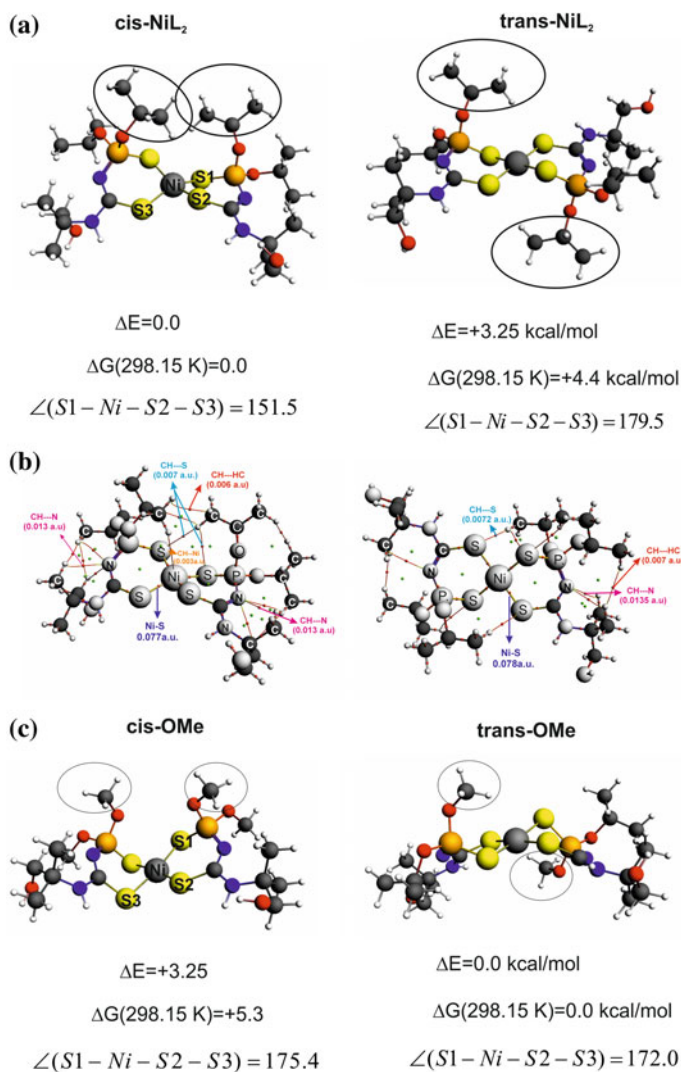 (a)
cis-NiL₂
trans-NiL₂
Ni
S1
S2
S3
ΔE=0.0
ΔG(298.15 K)=0.0
∠(S1−Ni−S2−S3)=151.5
ΔE=+3.25 kcal/mol
ΔG(298.15 K)=+4.4 kcal/mol
∠(S1−Ni−S2−S3)=179.5
(b)
CH—S
(0.007 a.u.)
CH—HC
(0.006 a.u)
CH—N
(0.013 a.u)
CH—Ni
(0.003a.u)
Ni-S
0.077a.u.
CH—N
(0.013 a.u)
CH—S
(0.0072 a.u.)
CH—HC
(0.007 a.u)
CH—N
(0.0135 a.u)
Ni-S
0.078a.u.
(c)
cis-OMe
trans-OMe
S1
Ni
S2
S3
ΔE=+3.25
ΔG(298.15 K)=+5.3
∠(S1−Ni−S2−S3)=175.4
ΔE=0.0 kcal/mol
ΔG(298.15 K)=0.0 kcal/mol
∠(S1−Ni−S2−S3)=172.0